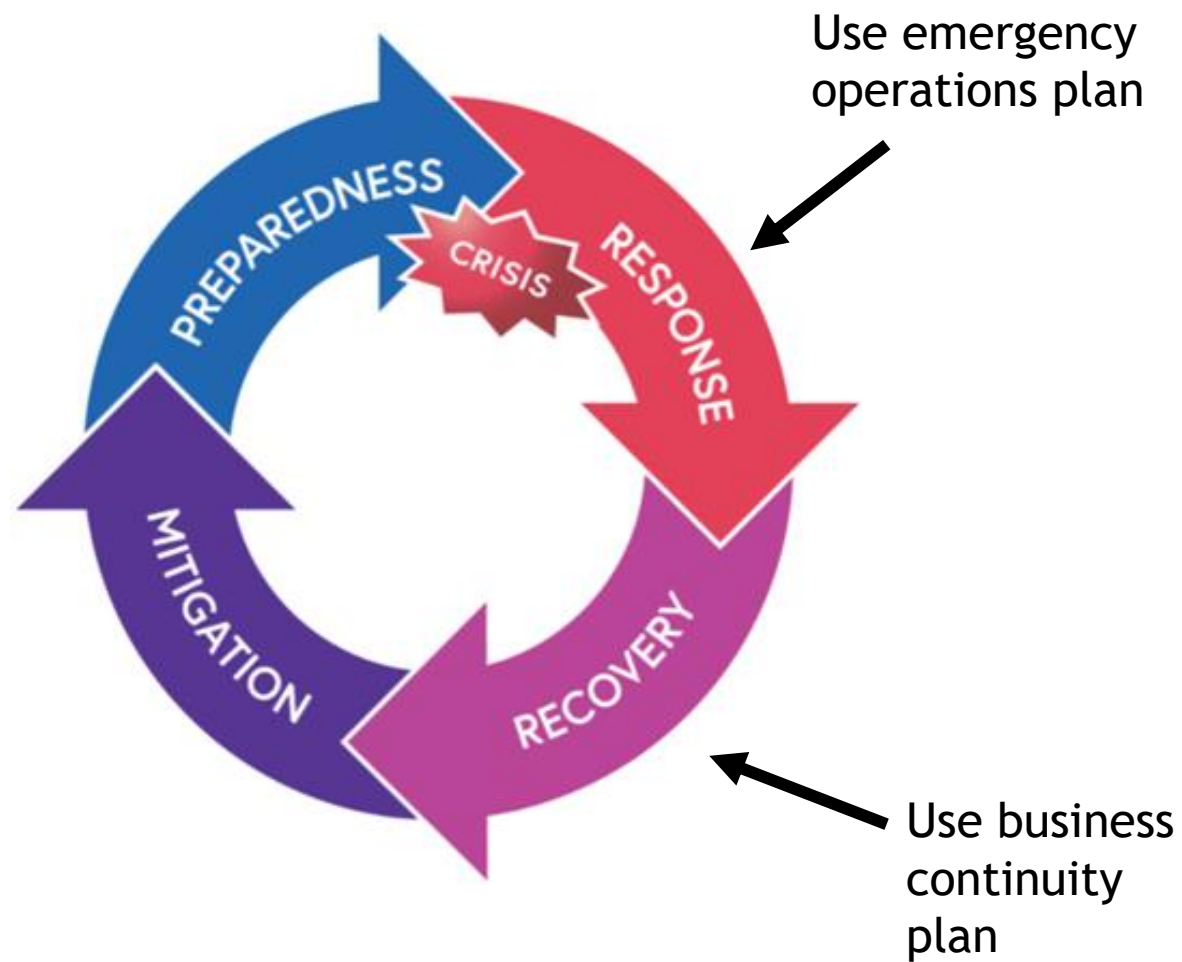 Use emergency
operations plan
PREPAREDNESS
CRISIS
RESPONSE
MITIGATION
RECOVERY
Use business
continuity
plan